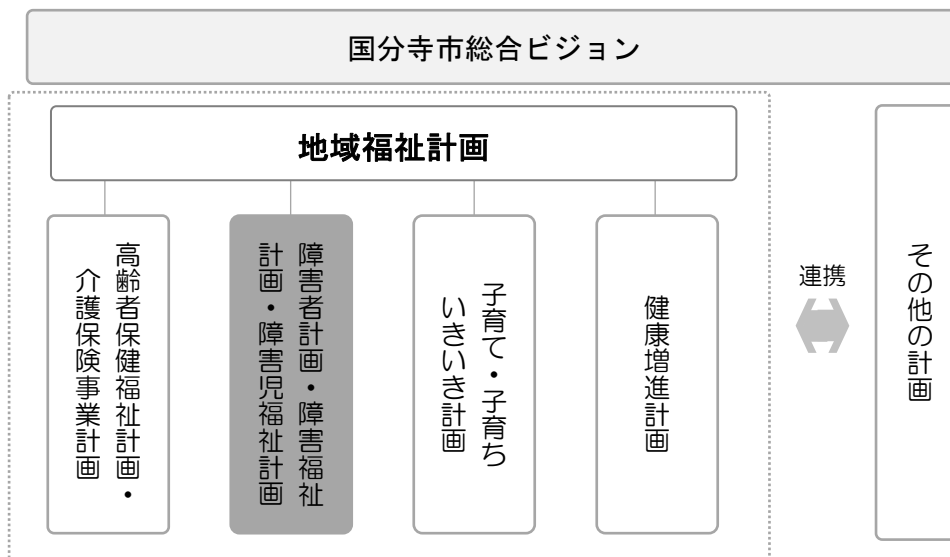 国分寺市総合ビジョン
地域福祉計画
高齢者保健福祉計画・
介護保険事業計画
障害者計画・障害福祉
計画・障害児福祉計画
子育て・子育ち
いきいき計画
健康増進計画
連携
その他の計画